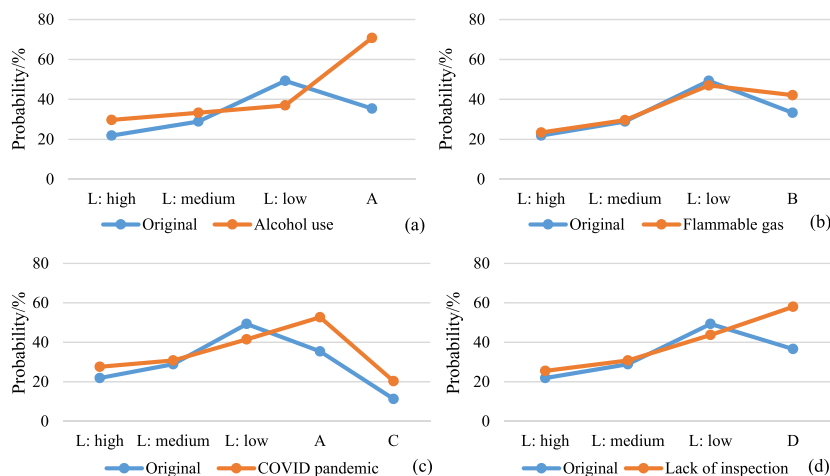 80
60
40
20
0
Probability/%
L: high L: medium L: low A
Original Alcohol use
(a)
80
60
40
20
0
Probability/%
L: high L: medium L: low B
Original Flammable gas
(b)
80
60
40
20
0
Probability/%
L: high L: medium L: low A C
Original COVID pandemic
(c)
80
60
40
20
0
Probability/%
L: high L: medium L: low D
Original Lack of inspection
(d)